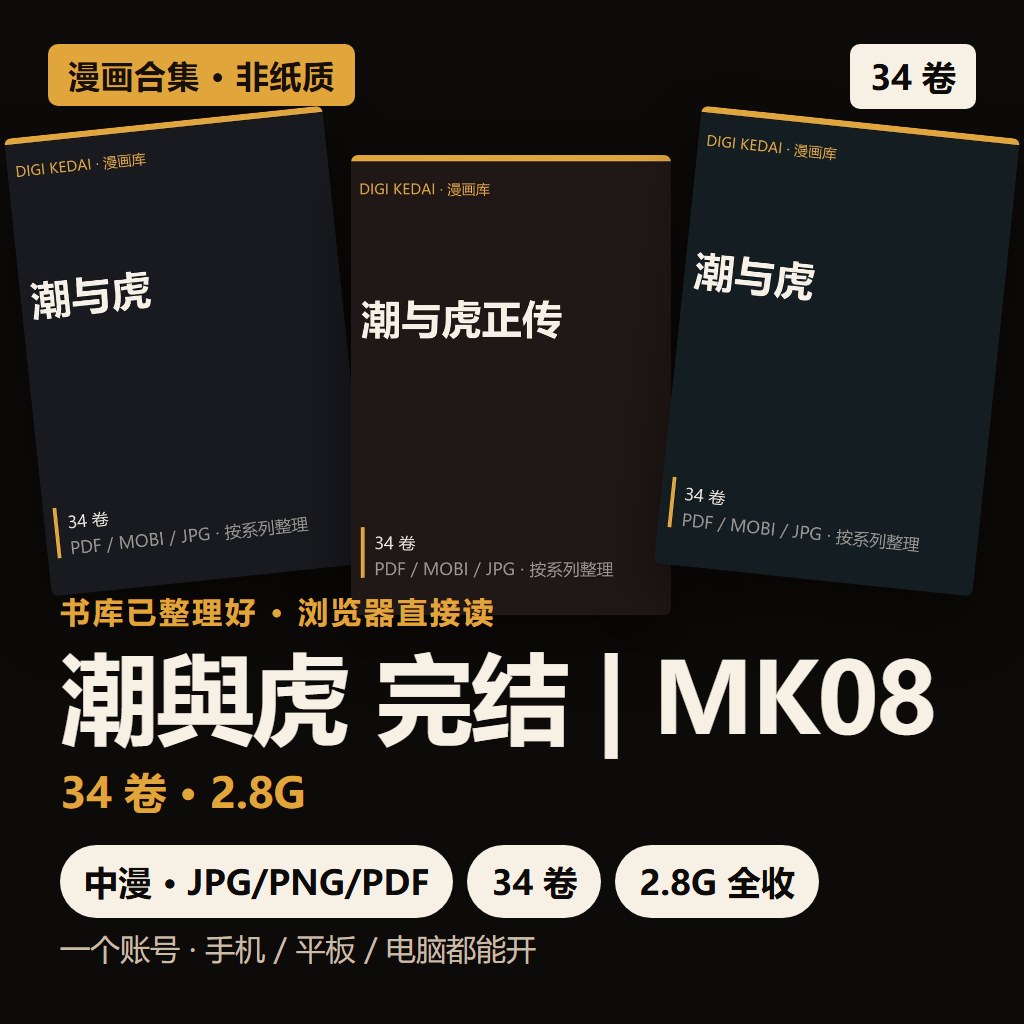 漫画合集 • 非纸质
34 卷
DIGI KEDAI · 漫画库
潮与虎
34 卷
PDF / MOBI / JPG · 按系列整理
DIGI KEDAI · 漫画库
潮与虎正传
34 卷
PDF / MOBI / JPG · 按系列整理
DIGI KEDAI · 漫画库
潮与虎
34 卷
PDF / MOBI / JPG · 按系列整理
书库已整理好 • 浏览器直接读
潮與虎 完结 | MK08
34 卷 • 2.8G
中漫 • JPG/PNG/PDF
34 卷
2.8G 全收
一个账号 · 手机 / 平板 / 电脑都能开